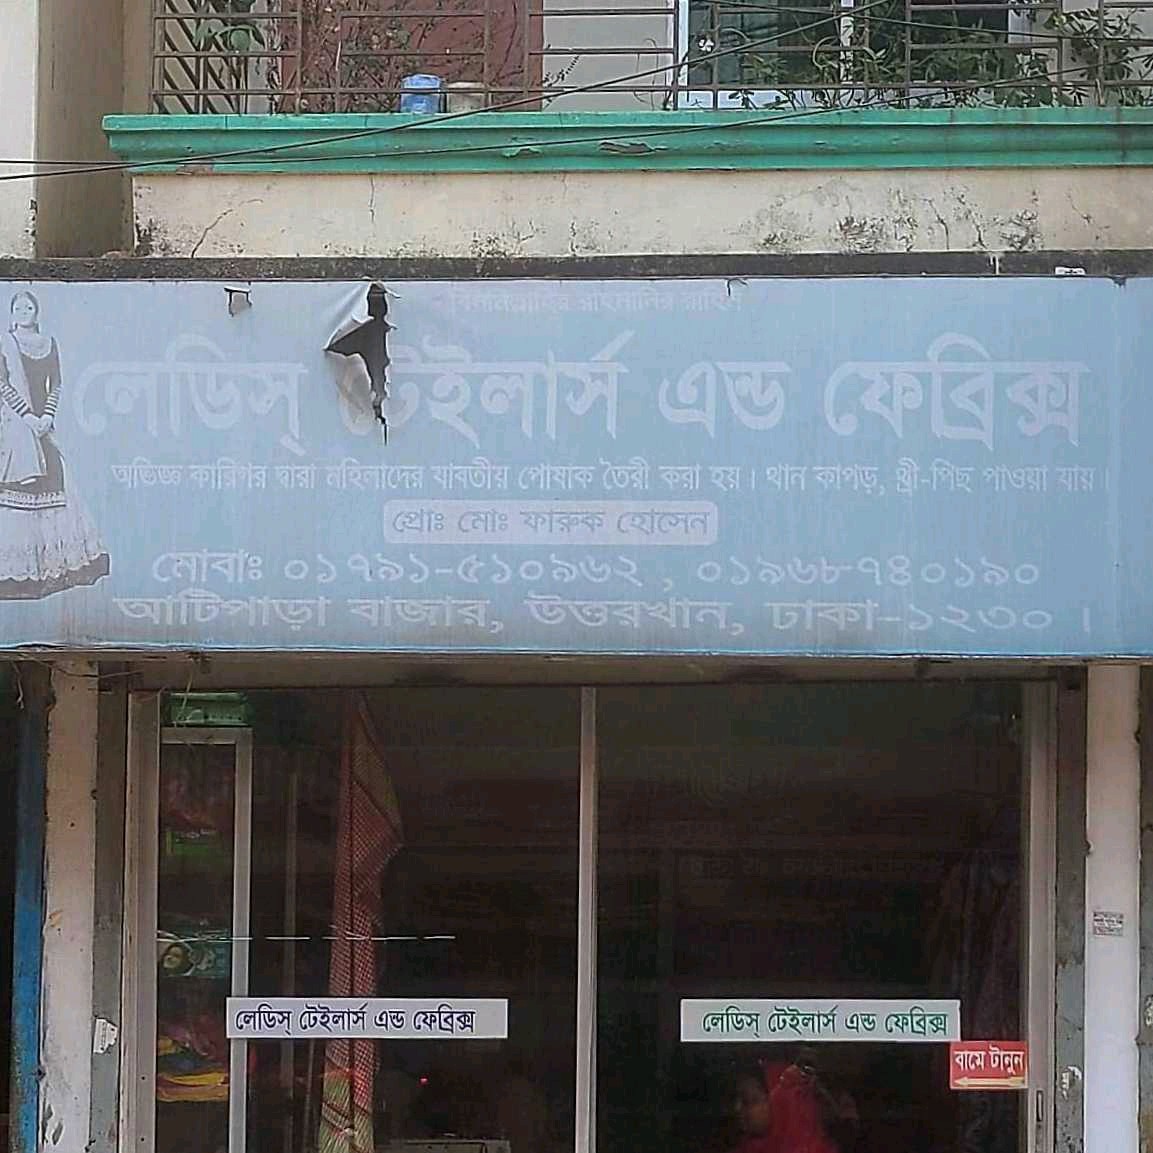 লেডিস্ টেইলার্স এন্ড ফেব্রিক্স
অভিজ্ঞ কারিগর দ্বারা মহিলাদের যাবতীয় পোষাক তৈরী করা হয়। থান কাপড়, থ্রী-পিছ পাওয়া যায়।
প্রোঃ মোঃ ফারুক হোসেন
মোবাঃ ০১৭৯১-৫১০৯৬২ , ০১৯৬৮-৭৪০১৯০
আটিপাড়া বাজার, উত্তরখান, ঢাকা-১২৩০ ।
লেডিস্ টেইলার্স এন্ড ফেব্রিক্স
লেডিস্ টেইলার্স এন্ড ফেব্রিক্স
বামে টানুন